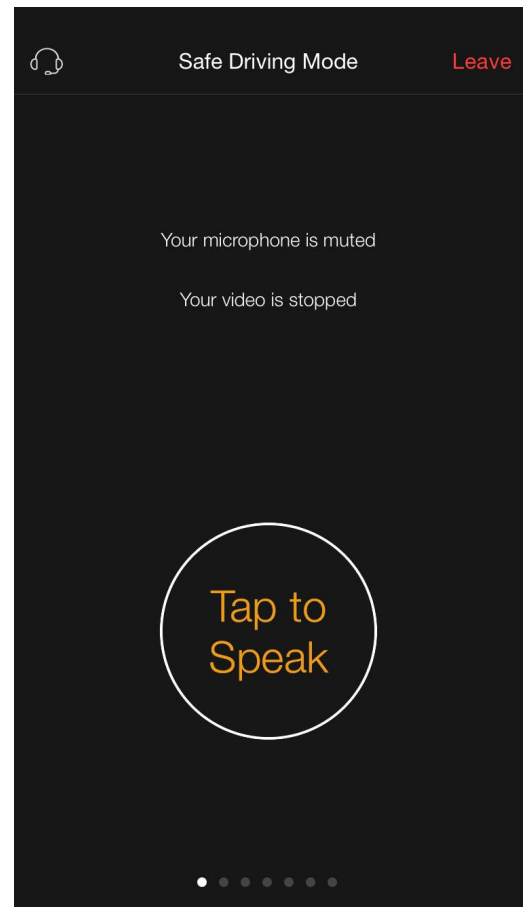 Safe Driving Mode
Leave
Your microphone is muted
Your video is stopped
Tap to
Speak